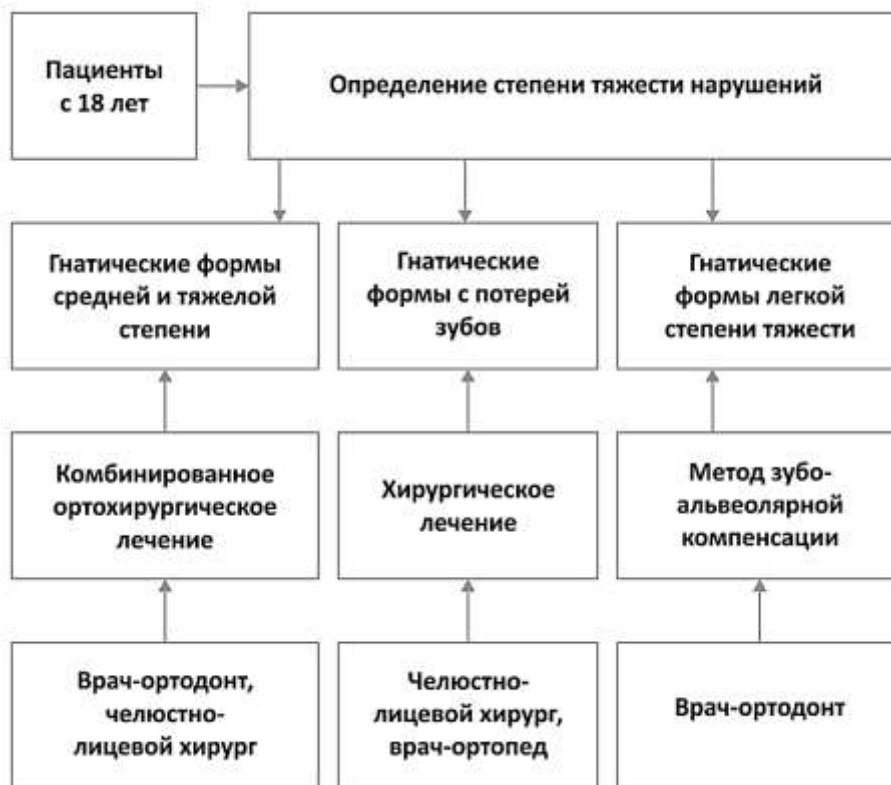 Пациенты
с 18 лет
Определение степени тяжести нарушений
Гнатические формы
средней и тяжелой
степени
Гнатические
формы с потерей
зубов
Гнатические
формы легкой
степени тяжести
Комбинированное
ортохирургическое
лечение
Хирургическое
лечение
Метод зубо-
альвеолярной
компенсации
Врач-ортодонт,
челюстно-
лицевой хирург
Челюстно-
лицевой хирург,
врач-ортопед
Врач-ортодонт